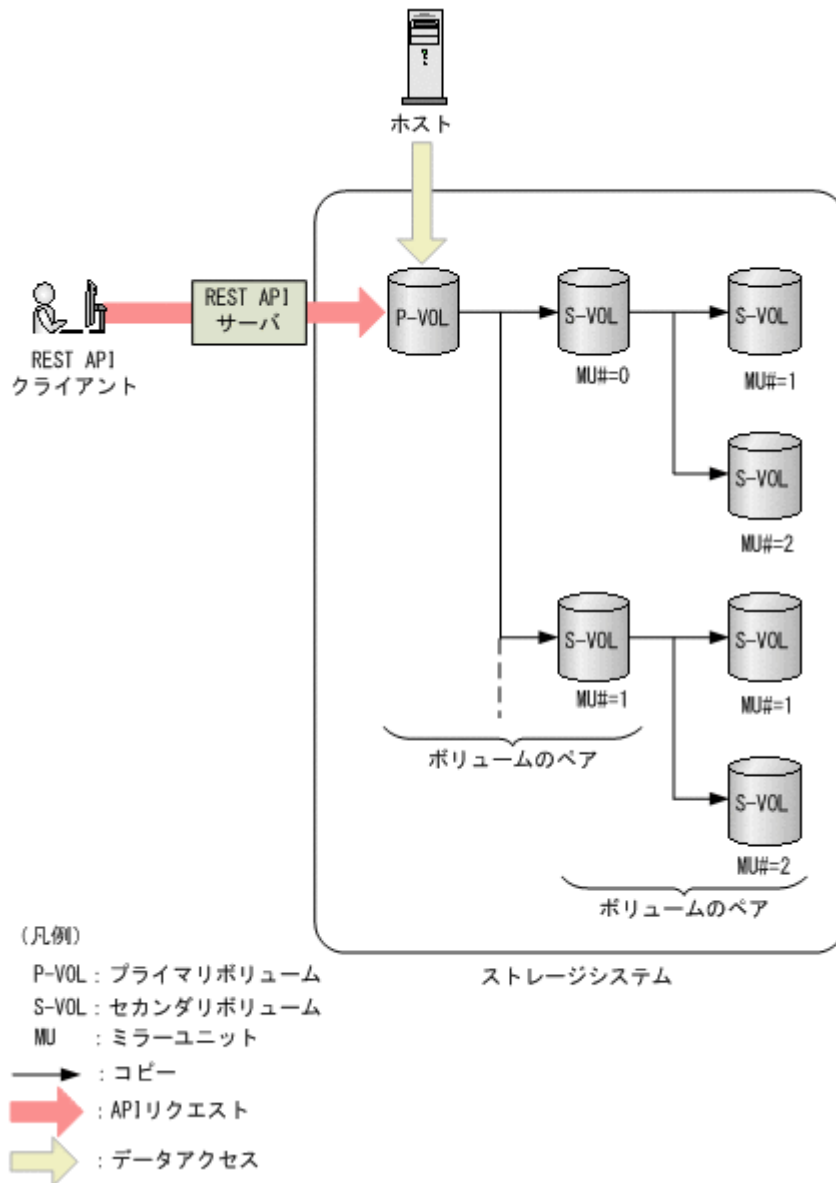 ホスト
REST API
サーバ
REST API
クライアント
P-VOL
S-VOL
MU#=0
S-VOL
MU#=1
S-VOL
MU#=2
S-VOL
MU#=1
S-VOL
MU#=1
S-VOL
MU#=2
ボリュームのペア
ボリュームのペア
ストレージシステム
(凡例)
P-VOL：プライマリボリューム
S-VOL：セカンダリボリューム
MU ：ミラーユニット
：コピー
：APIリクエスト
：データアクセス